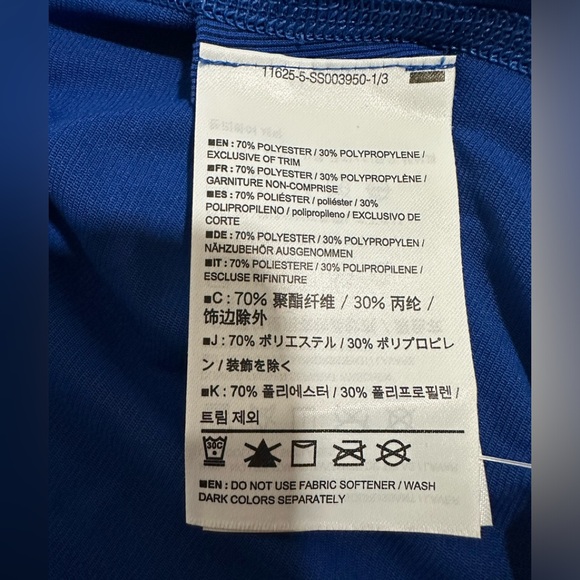 11625-5-SS003950-1/3
■EN : 70% POLYESTER / 30% POLYPROPYLENE /
EXCLUSIVE OF TRIM
■FR : 70% POLYESTER / 30% POLYPROPYLÈNE /
GARNITURE NON-COMPRISE
■ES : 70% POLIÉSTER / poliéster / 30%
POLIPROPILENO / polipropileno / EXCLUSIVO DE
CORTE
■DE : 70% POLYESTER / 30% POLYPROPYLEN /
NÄHZUBEHÖR AUSGENOMMEN
■IT : 70% POLIESTERE / 30% POLIPROPILENE /
ESCLUSE RIFINITURE
■C : 70% 聚酯纤维 / 30% 丙纶 /
饰边除外
■J : 70% ポリエステル / 30% ポリプロピレ
ン / 装飾を除く
■K : 70% 폴리에스터 / 30% 폴리프로필렌 /
트림 제외
30C
■EN : DO NOT USE FABRIC SOFTENER / WASH
DARK COLORS SEPARATELY